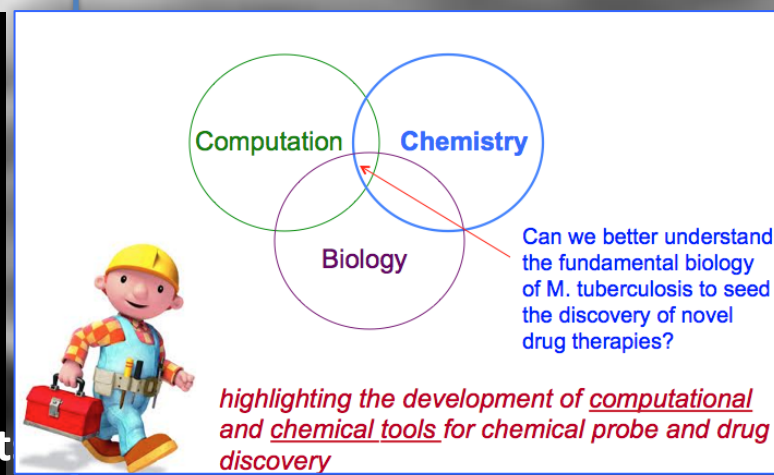 Computation
Chemistry
Biology
Can we better understand
the fundamental biology
of M. tuberculosis to seed
the discovery of novel
drug therapies?
highlighting the development of computational
and chemical tools for chemical probe and drug
discovery
t